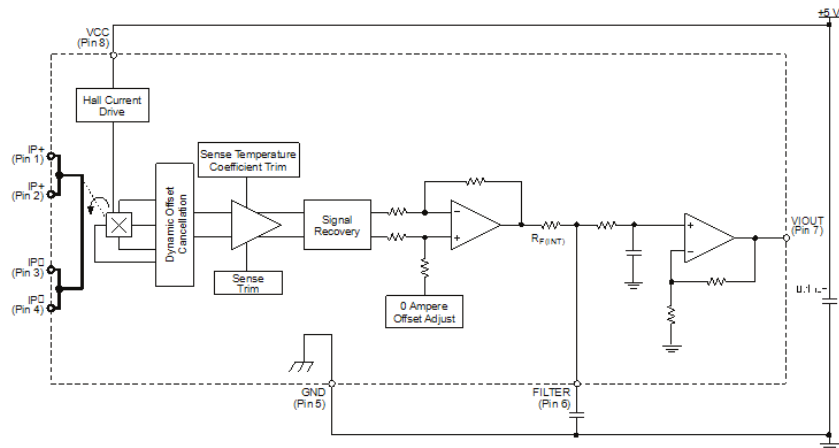 +5 V
VCC
(Pin 8)
Hall Current
Drive
IP+
(Pin 1)
IP+
(Pin 2)
IP□
(Pin 3)
IP□
(Pin 4)
Dynamic Offset
Cancellation
Sense Temperature
Coefficient Trim
Sense
Trim
Signal
Recovery
0 Ampere
Offset Adjust
RF(INT)
VIOUT
(Pin 7)
GND
(Pin 5)
FILTER
(Pin 6)